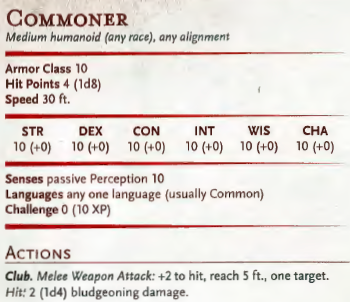 COMMONER
Medium humanoid (any race), any alignment
Armor Class 10
Hit Points 4 (1d8)
Speed 30 ft.
STR DEX CON INT WIS CHA
10 (+0) 10 (+0) 10 (+0) 10 (+0) 10 (+0) 10 (+0)
Senses passive Perception 10
Languages any one language (usually Common)
Challenge 0 (10 XP)
ACTIONS
Club. Melee Weapon Attack: +2 to hit, reach 5 ft., one target.
Hit: 2 (1d4) bludgeoning damage.